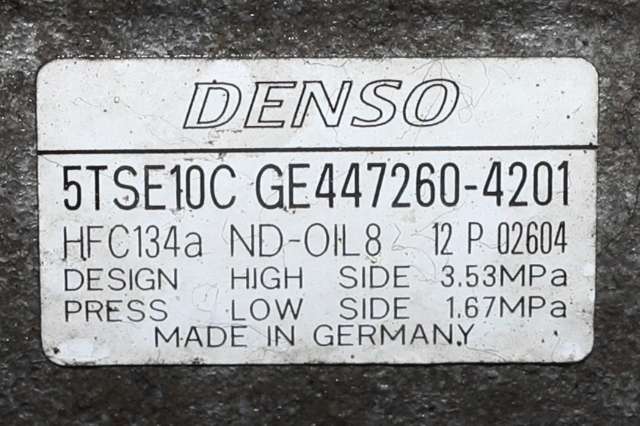 DENSO
5TSE10C GE447260-4201
HFC134a ND-OIL8 12 P 02604
DESIGN HIGH SIDE 3.53MPa
PRESS LOW SIDE 1.67MPa
MADE IN GERMANY